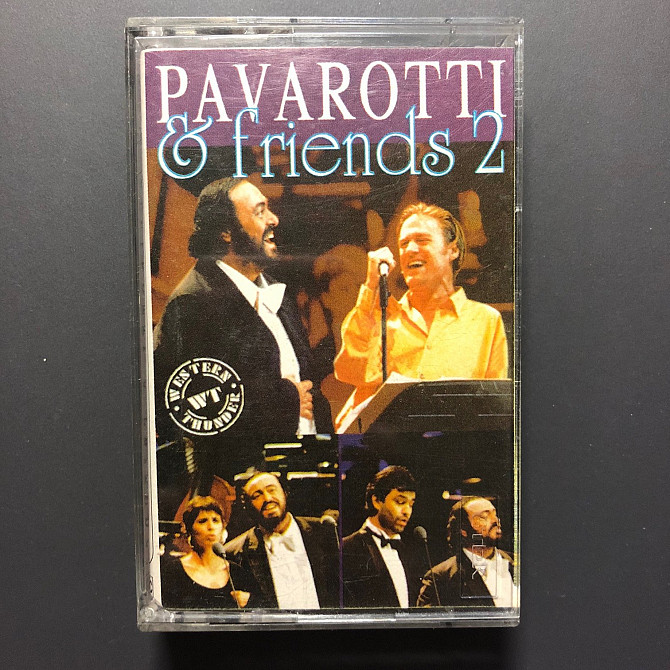 PAVAROTTI
& friends 2
WESTERN
WT
THUNDER